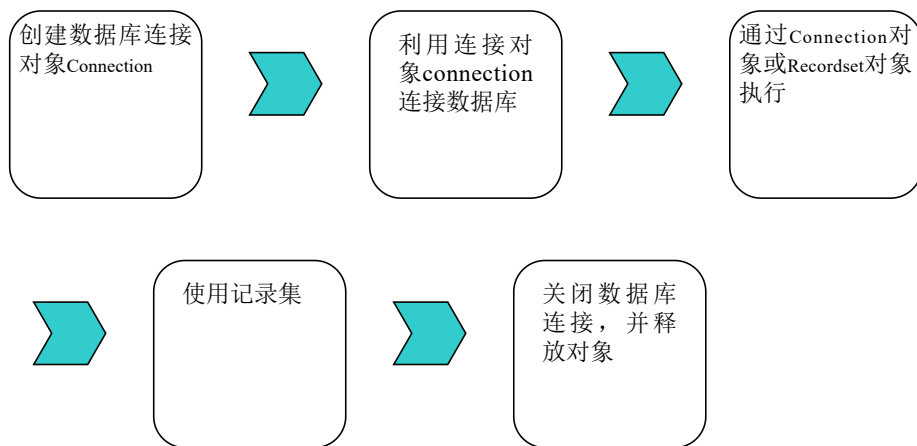 创建数据库连接
对象Connection
利用连接对
象connection
连接数据库
通过Connection对
象或Recordset对象
执行
使用记录集
关闭数据库
连接，并释
放对象